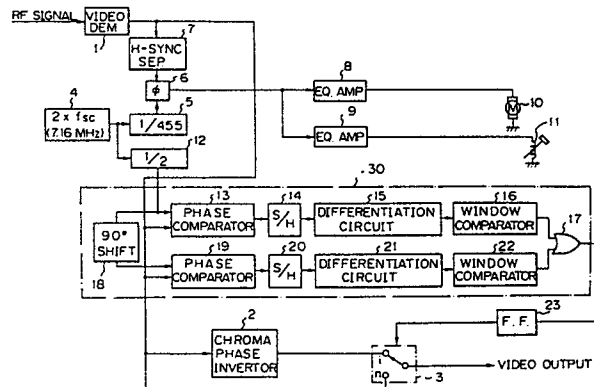 RF SIGNAL
VIDEO
DEM
1
7
H-SYNC
SEP
6
φ
4
2 x fsc
(7.16 MHz)
5
1/455
12
1/2
8
EQ. AMP
9
EQ. AMP
M
10
11
30
13
PHASE
COMPARATOR
14
S/H
15
DIFFERENTIATION
CIRCUIT
16
WINDOW
COMPARATOR
17
90°
SHIFT
18
19
PHASE
COMPARATOR
20
S/H
21
DIFFERENTIATION
CIRCUIT
22
WINDOW
COMPARATOR
2
CHROMA
PHASE
INVERTOR
23
F. F.
i
n
3
VIDEO OUTPUT